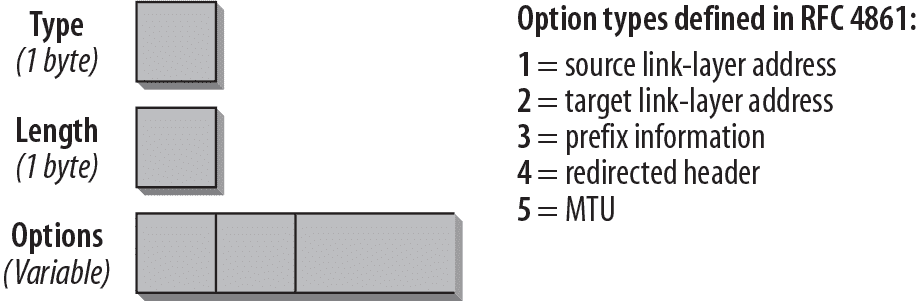 Type
(1 byte)
Length
(1 byte)
Options
(Variable)
Option types defined in RFC 4861:
1 = source link-layer address
2 = target link-layer address
3 = prefix information
4 = redirected header
5 = MTU